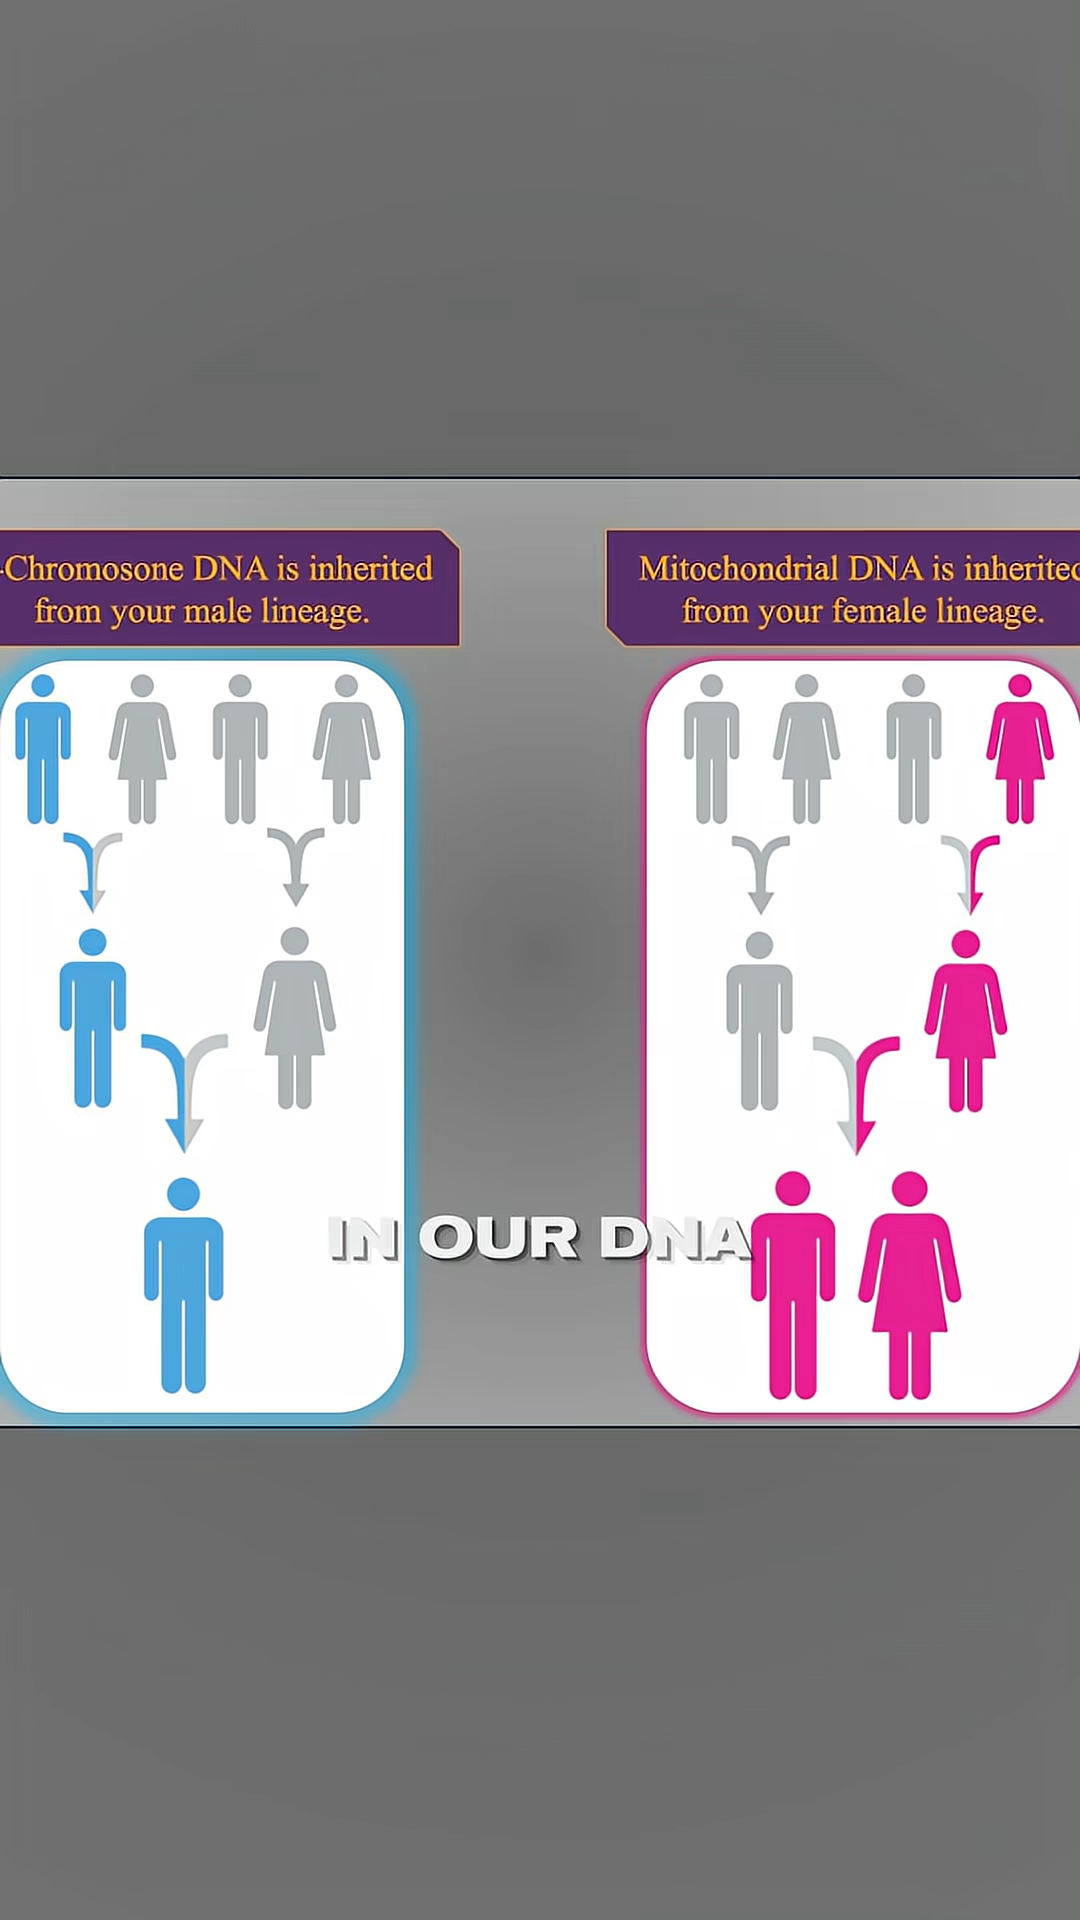 -Chromosone DNA is inherited
from your male lineage.
Mitochondrial DNA is inherited
from your female lineage.
IN OUR DNA